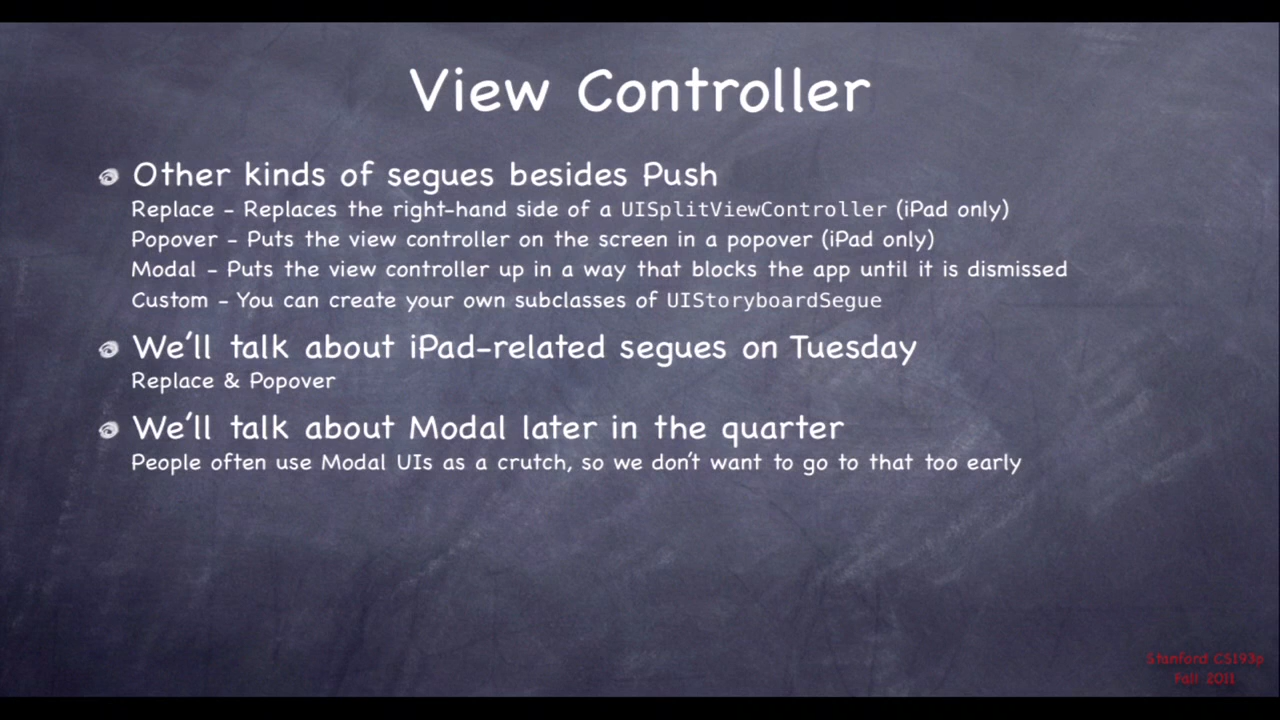 View Controller
Other kinds of segues besides Push
Replace - Replaces the right-hand side of a UISplitViewController (iPad only)
Popover - Puts the view controller on the screen in a popover (iPad only)
Modal - Puts the view controller up in a way that blocks the app until it is dismissed
Custom - You can create your own subclasses of UIStoryboardSegue
We'll talk about iPad-related segues on Tuesday
Replace & Popover
We'll talk about Modal later in the quarter
People often use Modal UIs as a crutch, so we don't want to go to that too early
Stanford CS193p
Fall 2011